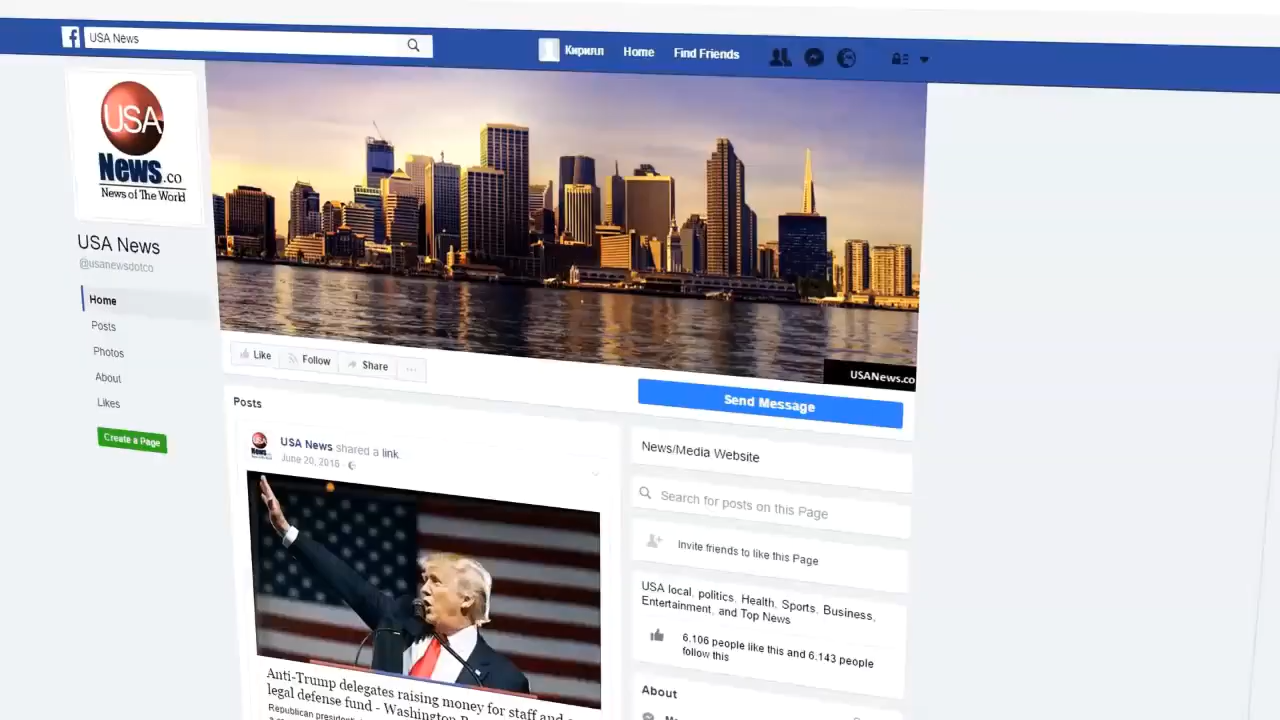 USA News
Кирилл
Home
Find Friends
USA
News.co
News of The World
USA News
@usanewsdotco
Home
Posts
Photos
About
Likes
Create a Page
USANews.co
Like
Follow
Share
...
Send Message
Posts
USA News shared a link
June 20, 2016
Anti-Trump delegates raising money for staff and
legal defense fund - Washington
Republican
News/Media Website
Search for posts on this Page
Invite friends to like this Page
USA local, politics, Health, Sports, Business,
Entertainment, and Top News
6.106 people like this and 6.143 people
follow this
About